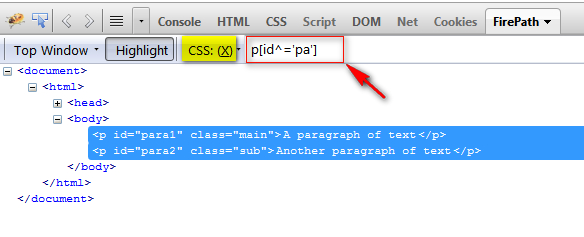 Console HTML CSS Script DOM Net Cookies FirePath
Top Window Highlight CSS: (X) p[id^='pa']
<document>
<html>
<head>
<body>
<p id="para1" class="main">A paragraph of text</p>
<p id="para2" class="sub">Another paragraph of text</p>
</body>
</html>
</document>